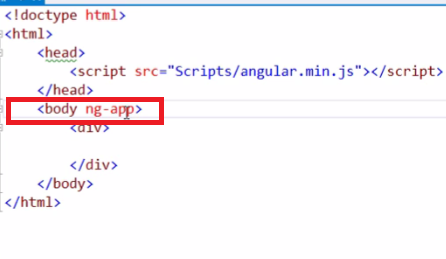 <!doctype html>
<html>
<head>
<script src="Scripts/angular.min.js"></script>
</head>
<body ng-app>
<div>
</div>
</body>
</html>